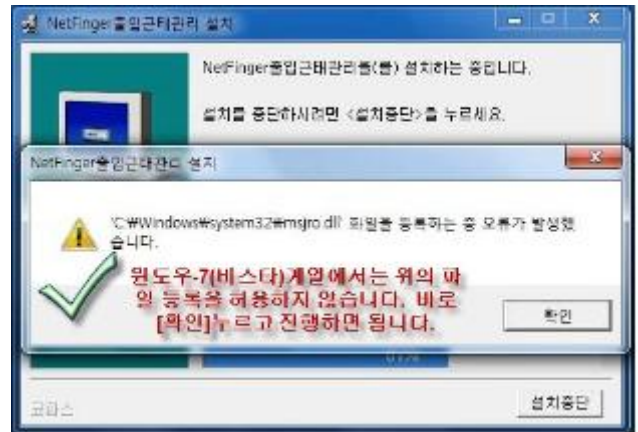 NetFinger출입근태관리 설치
NetFinger출입근태관리을(를) 설치하는 중입니다.
설치를 중단하시려면 <설치중단>을 누르세요.
NetFinger출입근태관리 설치
'C:₩Windows₩system32₩msjro.dll' 화일을 등록하는 중 오류가 발생했
습니다.
윈도우-7(비스타)계열에서는 위의 파
일 등록을 허용하지 않습니다. 바로
[확인]누르고 진행하면 됩니다.
확인
코파스
설치중단